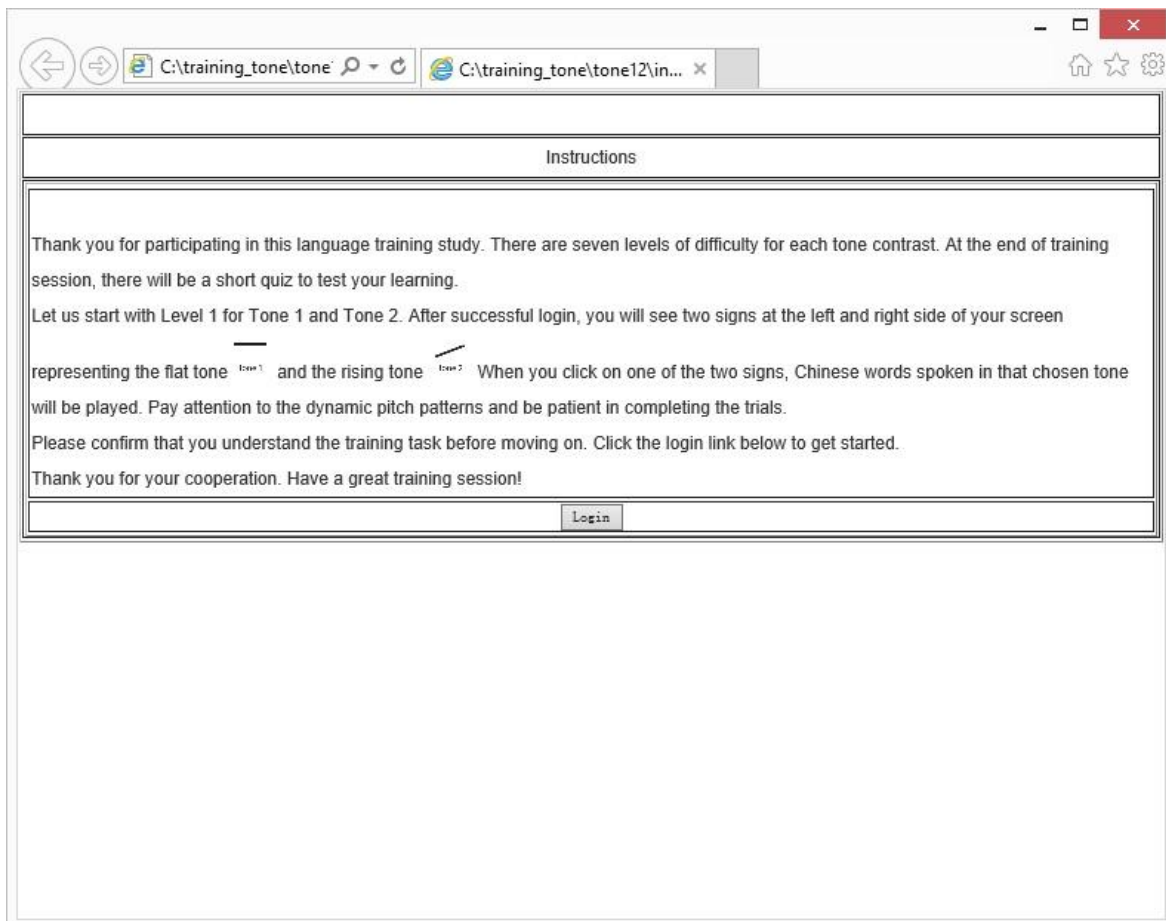 C:\training_tone\tone
C:\training_tone\tone12\in...
Instructions
Thank you for participating in this language training study. There are seven levels of difficulty for each tone contrast. At the end of training
session, there will be a short quiz to test your learning.
Let us start with Level 1 for Tone 1 and Tone 2. After successful login, you will see two signs at the left and right side of your screen
representing the flat tone tone1 and the rising tone tone2 When you click on one of the two signs, Chinese words spoken in that chosen tone
will be played. Pay attention to the dynamic pitch patterns and be patient in completing the trials.
Please confirm that you understand the training task before moving on. Click the login link below to get started.
Thank you for your cooperation. Have a great training session!
Login